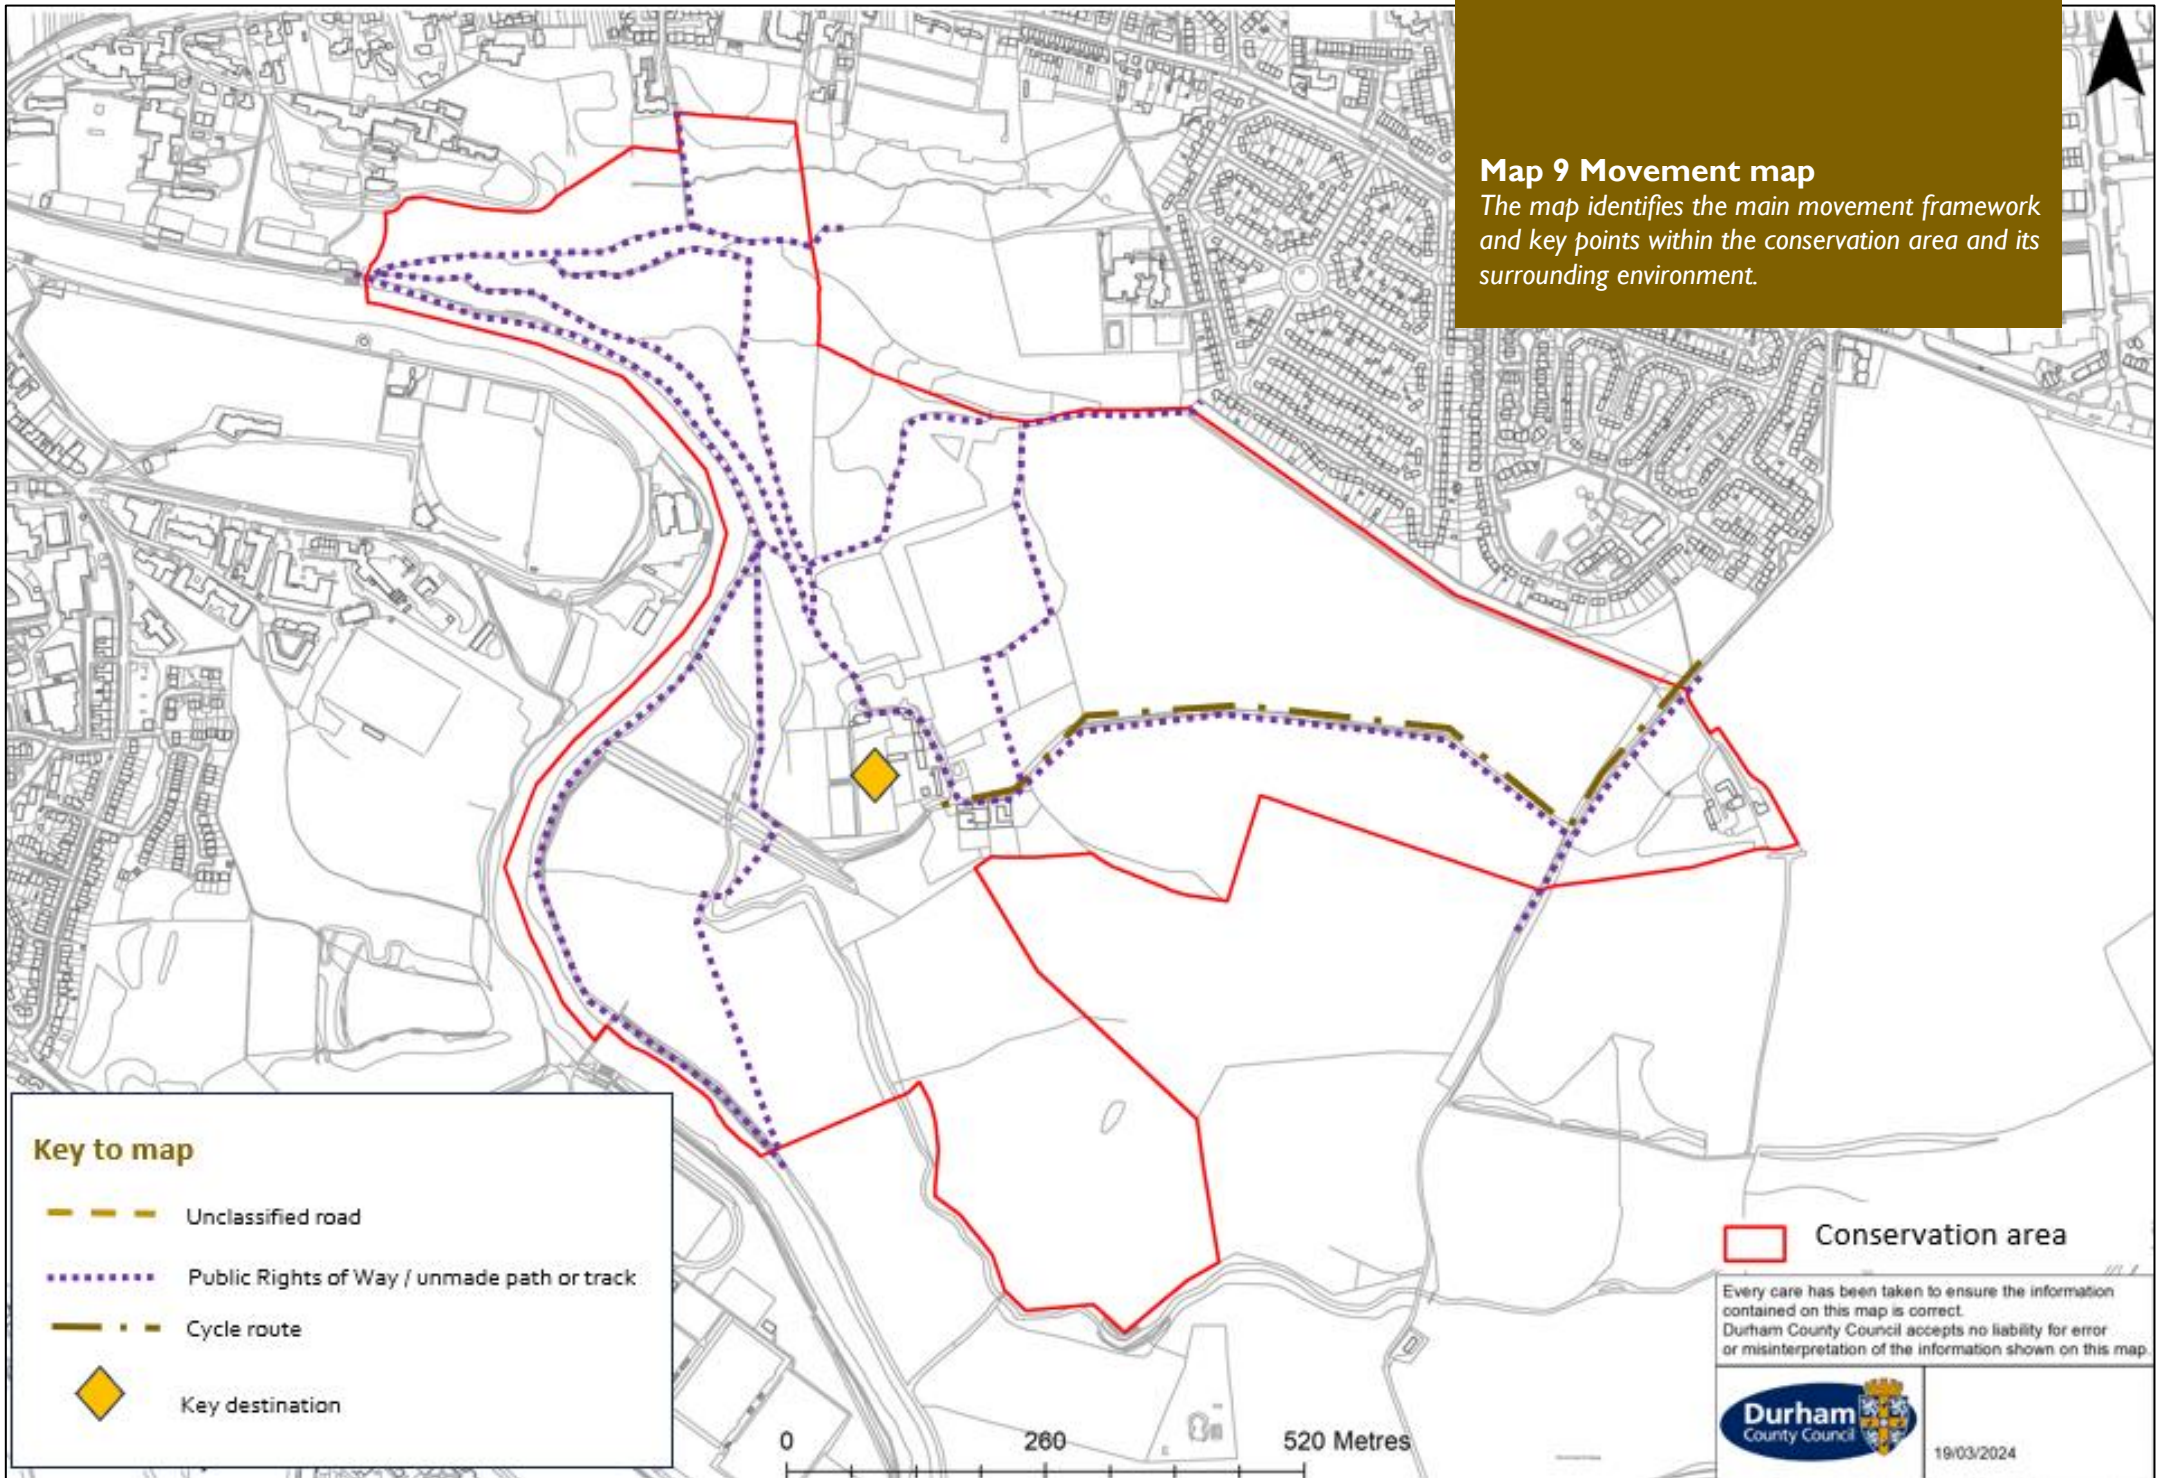 Map 9 Movement map
The map identifies the main movement framework
and key points within the conservation area and its
surrounding environment.
Key to map
Unclassified road
Public Rights of Way / unmade path or track
Cycle route
Key destination
0 260 520 Metres
Conservation area
Every care has been taken to ensure the information
contained on this map is correct.
Durham County Council accepts no liability for error
or misinterpretation of the information shown on this map.
Durham
County Council
19/03/2024